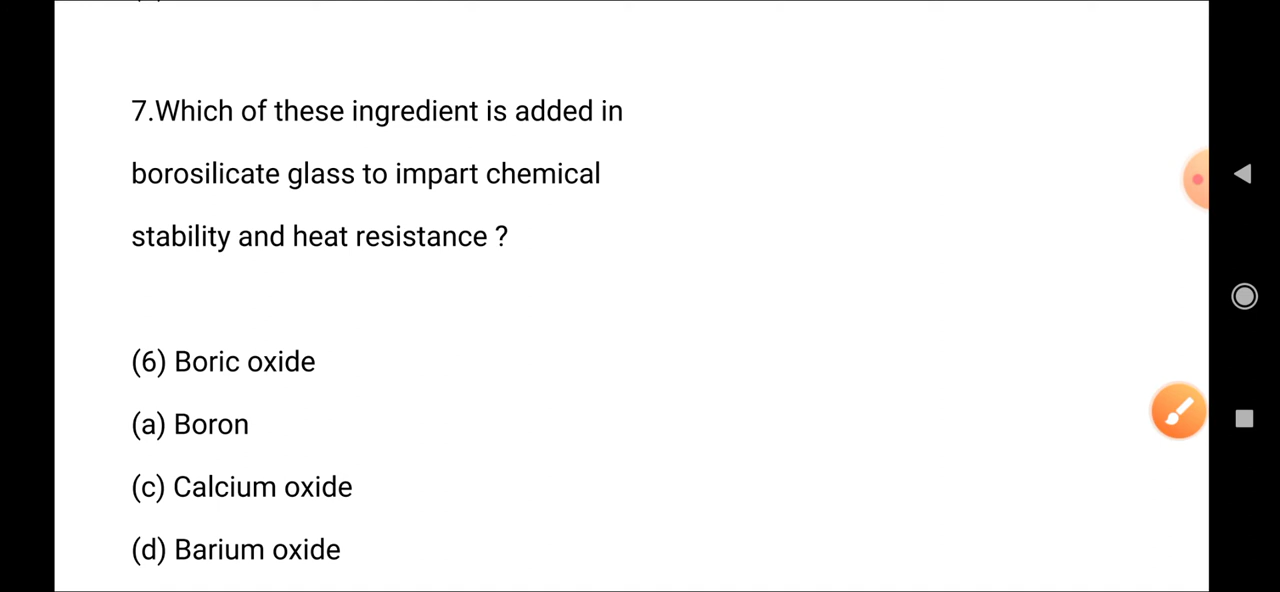 7.Which of these ingredient is added in
borosilicate glass to impart chemical
stability and heat resistance ?
(6) Boric oxide
(a) Boron
(c) Calcium oxide
(d) Barium oxide